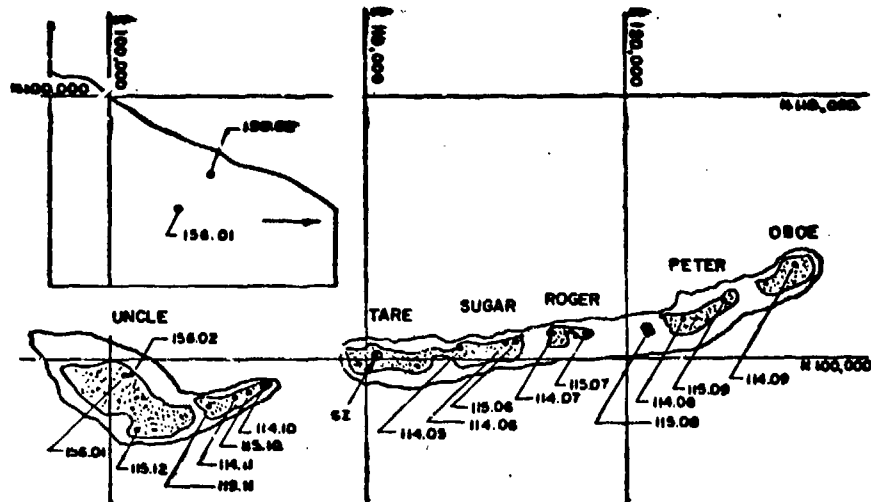 E 100,000
E 110,000
E 120,000
N 100,000
N 110,000
156.01
UNCLE
TARE
SUGAR
ROGER
PETER
OBOE
156.02
N 100,000
115.06
114.07
115.07
114.08
115.09
114.09
GZ
114.05
114.06
115.08
156.01
115.12
114.10
115.10
114.11
115.11